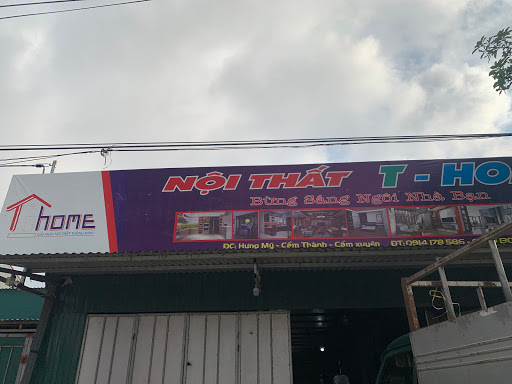 T home
NỘI THẤT T - HO
Bừng Sáng Ngôi Nhà Bạn
ĐC: Hưng Mỹ - Cẩm Thành - Cẩm xuyên ĐT: 0914 178 586 -